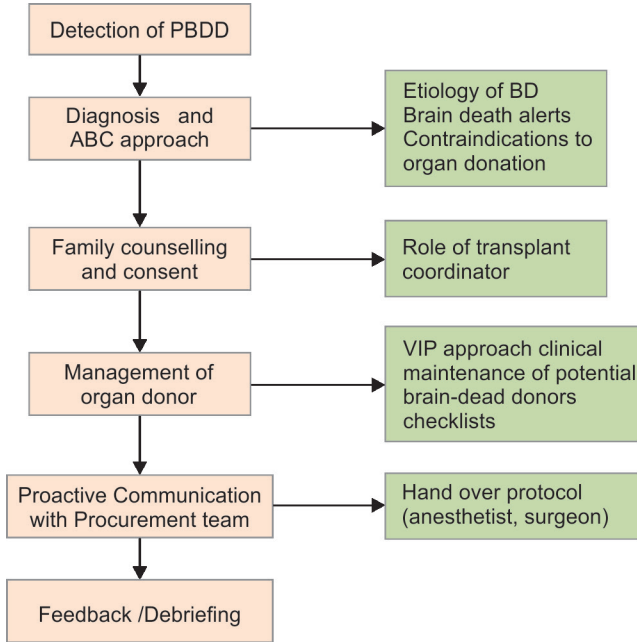 Detection of PBDD
Diagnosis and
ABC approach
Etiology of BD
Brain death alerts
Contraindications to
organ donation
Family counselling
and consent
Role of transplant
coordinator
Management of
organ donor
VIP approach clinical
maintenance of potential
brain-dead donors
checklists
Proactive Communication
with Procurement team
Hand over protocol
(anesthetist, surgeon)
Feedback /Debriefing